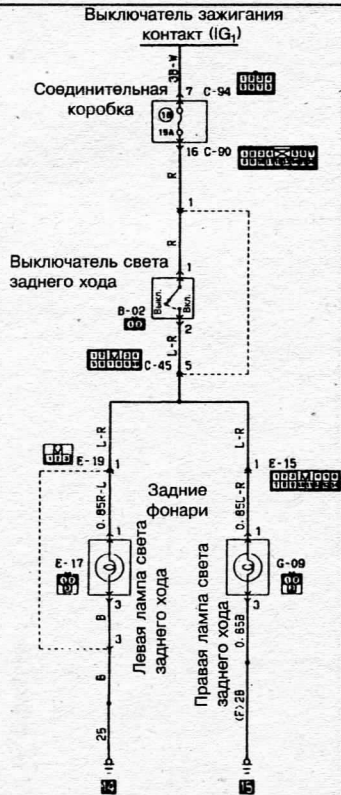 Выключатель зажигания
контакт (IG₁)
3B-W
7 C-94
Соединительная
коробка
18
15A
16 C-90
R
1
R
Выключатель света
заднего хода
1
Выкл.
Вкл.
B-02
2
L-R
C-45
5
L-R
L-R
E-19
1
1
E-15
0.85R-L
Задние
фонари
0.85L-R
1
1
E-17
G-09
Левая лампа света
заднего хода
Правая лампа света
заднего хода
3
3
B
0.85B
3
B
(F)2B
25
14
15